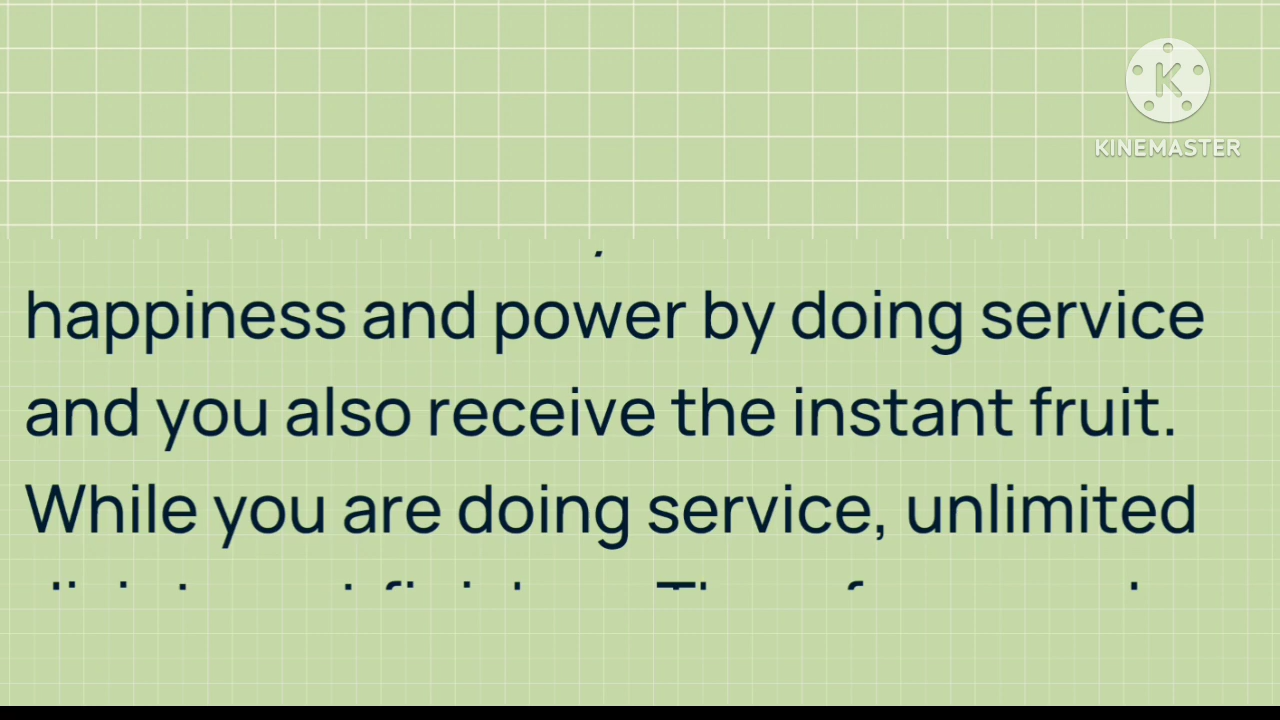 KINEMASTER
happiness and power by doing service
and you also receive the instant fruit.
While you are doing service, unlimited